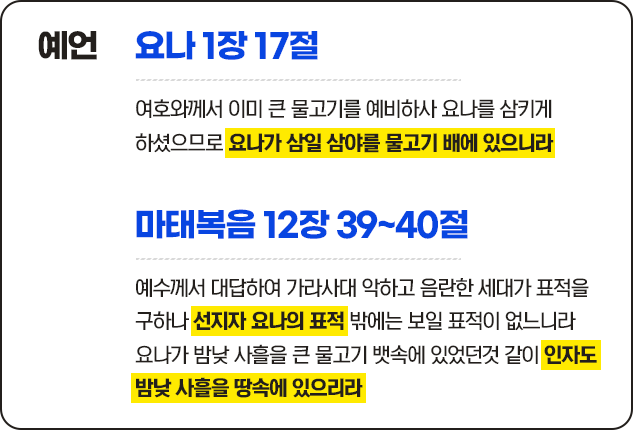 예언
요나 1장 17절
여호와께서 이미 큰 물고기를 예비하사 요나를 삼키게
하셨으므로 요나가 삼일 삼야를 물고기 배에 있으니라
마태복음 12장 39~40절
예수께서 대답하여 가라사대 악하고 음란한 세대가 표적을
구하나 선지자 요나의 표적 밖에는 보일 표적이 없느니라
요나가 밤낮 사흘을 큰 물고기 뱃속에 있었던것 같이 인자도
밤낮 사흘을 땅속에 있으리라